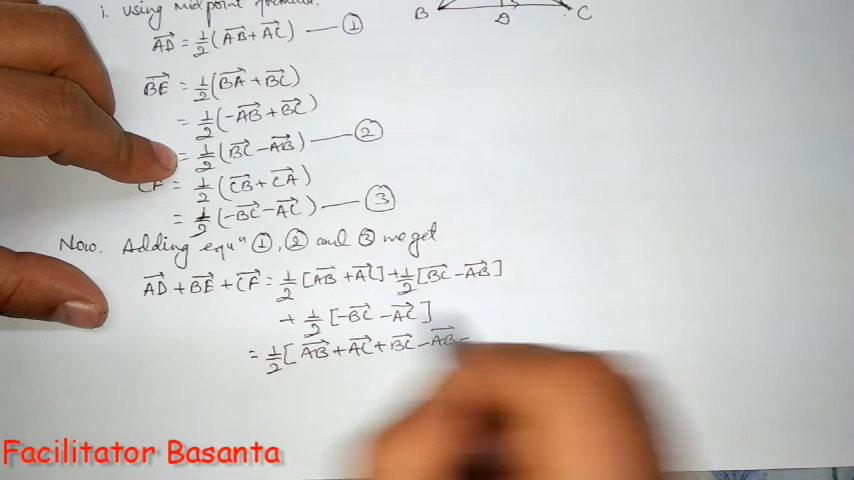 i. Using midpoint formula.
B D C
AD→ = 1/2 (AB→ + AC→) — ①
BE→ = 1/2 (BA→ + BC→)
= 1/2 (-AB→ + BC→)
= 1/2 (BC→ - AB→) — ②
CF→ = 1/2 (CB→ + CA→)
= 1/2 (-BC→ - AC→) — ③
Now. Adding equⁿ ①, ② and ③ we get
AD→ + BE→ + CF→ = 1/2 [AB→ + AC→] + 1/2 [BC→ - AB→]
+ 1/2 [-BC→ - AC→]
= 1/2 [AB→ + AC→ + BC→ - AB→ -
Facilitator Basanta